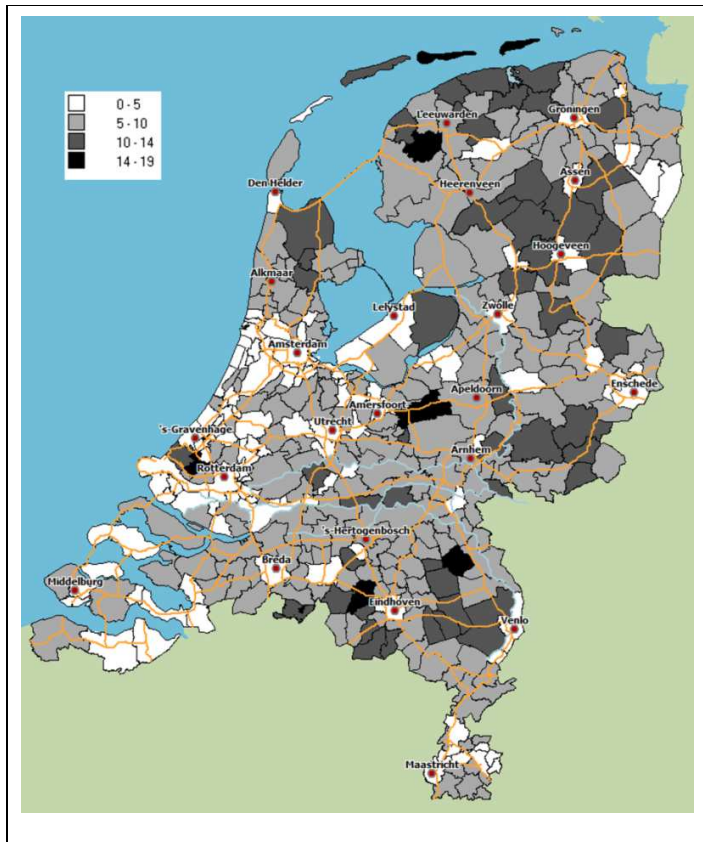 0 - 5
5 - 10
10 - 14
14 - 19
Leeuwarden
Groningen
Assen
Den Helder
Heerenveen
Hoogeveen
Alkmaar
Lelystad
Zwolle
Amsterdam
Enschede
Apeldoorn
Amersfoort
's-Gravenhage
Utrecht
Arnhem
Rotterdam
's-Hertogenbosch
Breda
Middelburg
Eindhoven
Venlo
Maastricht